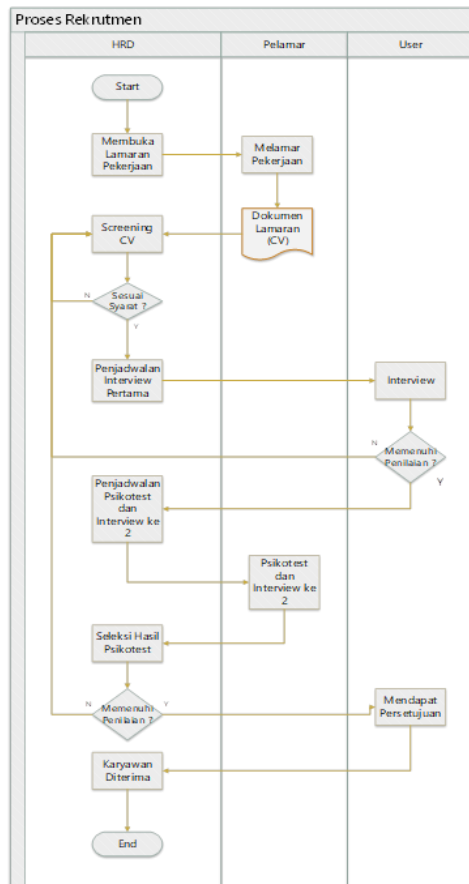 Proses Rekrutmen
HRD
Pelamar
User
Start
Membuka
Lamaran
Pekerjaan
Melamar
Pekerjaan
Dokumen
Lamaran
(CV)
Screening
CV
Sesuai
Syarat ?
N
Y
Penjadwalan
Interview
Pertama
Interview
Memenuhi
Penilaian ?
N
Y
Penjadwalan
Psikotest
dan
Interview ke
2
Psikotest
dan
Interview ke
2
Seleksi Hasil
Psikotest
Memenuhi
Penilaian ?
N
Y
Mendapat
Persetujuan
Karyawan
Diterima
End